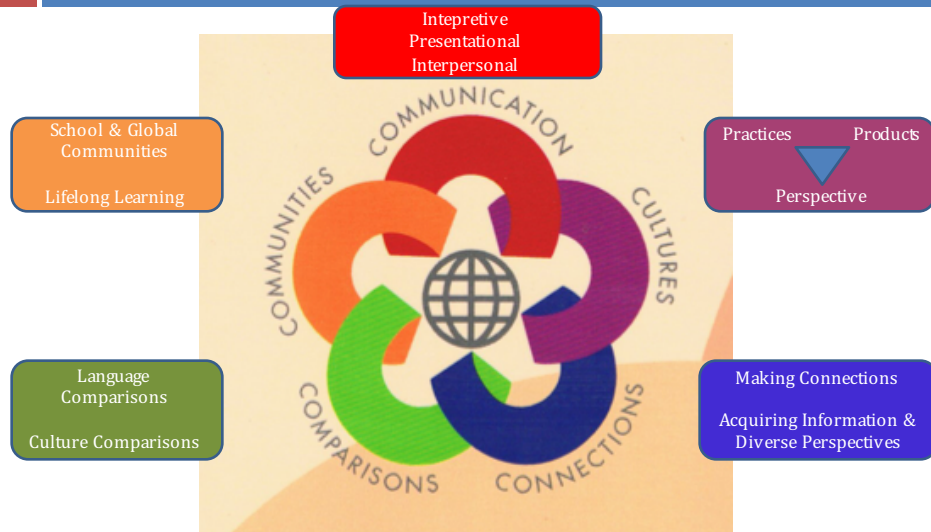 Intepretive
Presentational
Interpersonal
School & Global
Communities
Lifelong Learning
Practices Products
Perspective
COMMUNICATION
COMMUNITIES
CULTURES
COMPARISONS
CONNECTIONS
Language
Comparisons
Culture Comparisons
Making Connections
Acquiring Information &
Diverse Perspectives